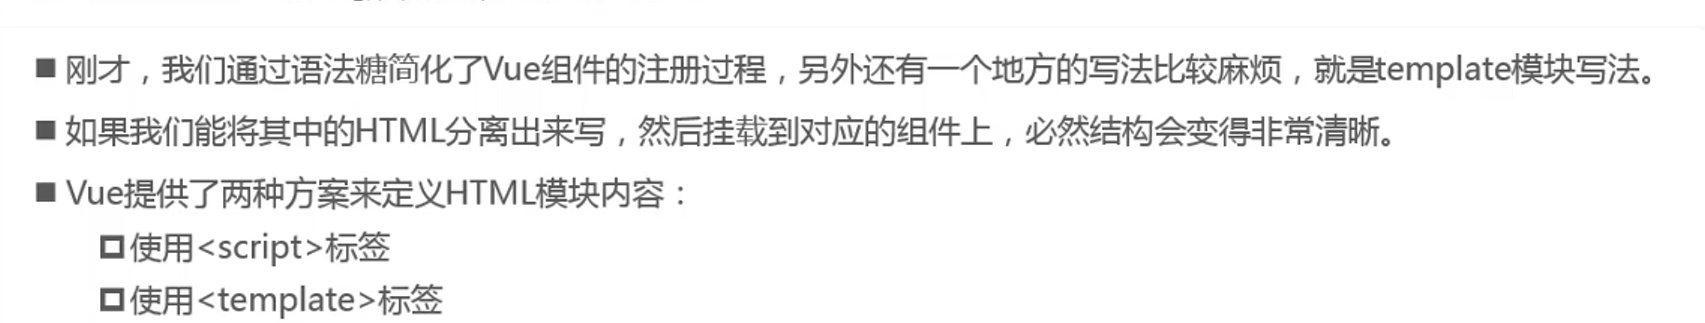 刚才，我们通过语法糖简化了Vue组件的注册过程，另外还有一个地方的写法比较麻烦，就是template模块写法。
如果我们能将其中的HTML分离出来写，然后挂载到对应的组件上，必然结构会变得非常清晰。
Vue提供了两种方案来定义HTML模块内容：
使用<script>标签
使用<template>标签